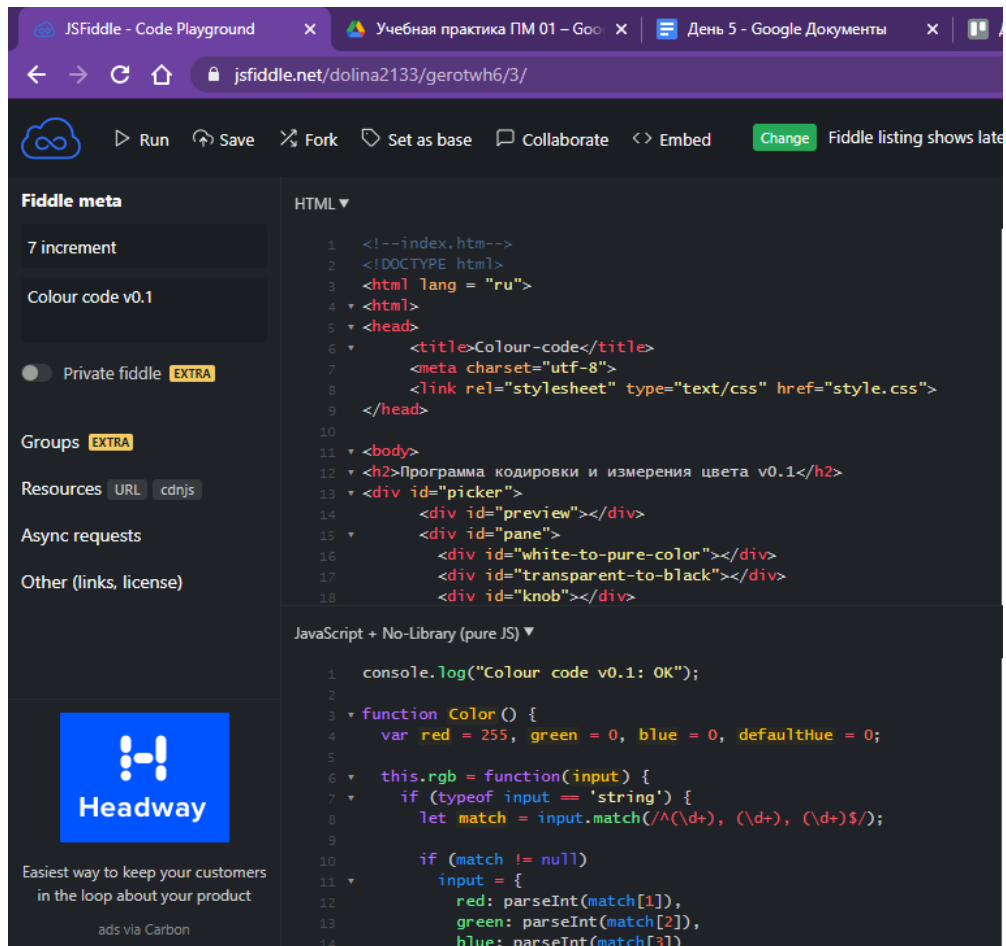 JSFiddle - Code Playground
Учебная практика ПМ 01 – Goo
День 5 - Google Документы
jsfiddle.net/dolina2133/gerotwh6/3/
Run Save Fork Set as base Collaborate Embed Change Fiddle listing shows late
Fiddle meta
7 increment
Colour code v0.1
Private fiddle EXTRA
Groups EXTRA
Resources URL cdnjs
Async requests
Other (links, license)
Headway
Easiest way to keep your customers
in the loop about your product
ads via Carbon
HTML▼
1 <!--index.htm-->
2 <!DOCTYPE html>
3 <html lang = "ru">
4 <html>
5 <head>
6 <title>Colour-code</title>
7 <meta charset="utf-8">
8 <link rel="stylesheet" type="text/css" href="style.css">
9 </head>
10
11 <body>
12 <h2>Программа кодировки и измерения цвета v0.1</h2>
13 <div id="picker">
14 <div id="preview"></div>
15 <div id="pane">
16 <div id="white-to-pure-color"></div>
17 <div id="transparent-to-black"></div>
18 <div id="knob"></div>
JavaScript + No-Library (pure JS) ▼
1 console.log("Colour code v0.1: OK");
2
3 function Color() {
4 var red = 255, green = 0, blue = 0, defaultHue = 0;
5
6 this.rgb = function(input) {
7 if (typeof input == 'string') {
8 let match = input.match(/^(\d+), (\d+), (\d+)$/);
9
10 if (match != null)
11 input = {
12 red: parseInt(match[1]),
13 green: parseInt(match[2]),
14 blue: parseInt(match[3])